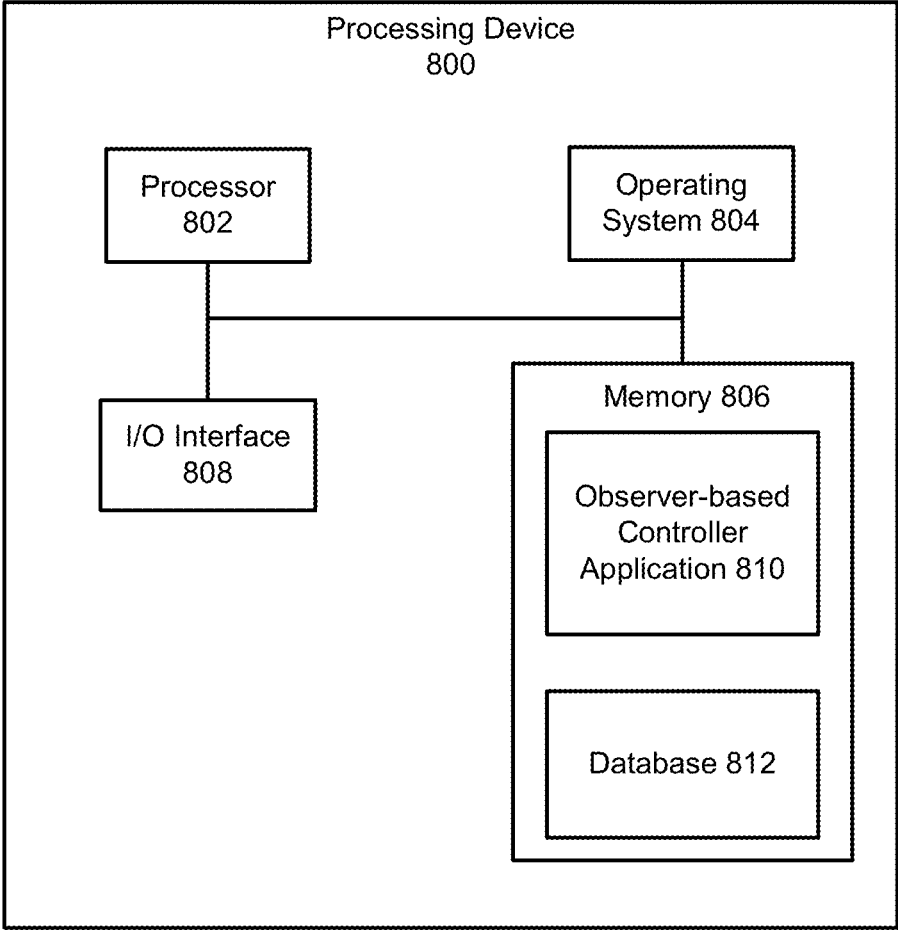 Processing Device
800
Processor
802
Operating
System 804
I/O Interface
808
Memory 806
Observer-based
Controller
Application 810
Database 812